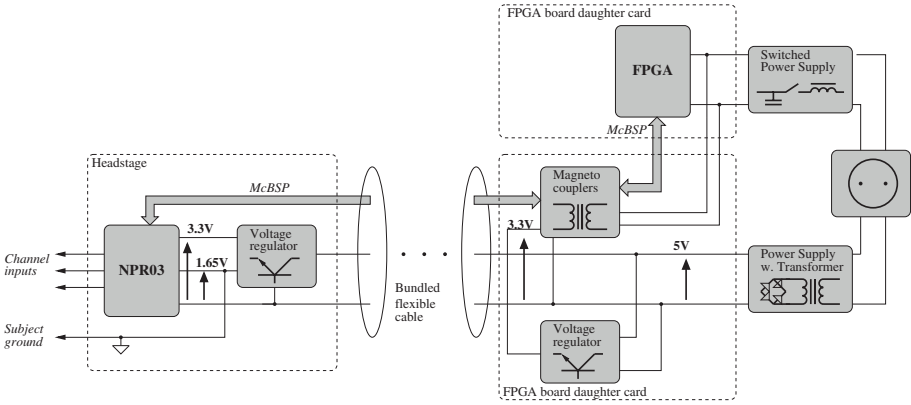 FPGA board daughter card
FPGA
Switched
Power Supply
McBSP
Headstage
McBSP
Magneto
couplers
3.3V
Voltage
regulator
3.3V
5V
Channel
inputs
NPR03
1.65V
Power Supply
w. Transformer
Bundled
flexible
cable
Subject
ground
Voltage
regulator
FPGA board daughter card